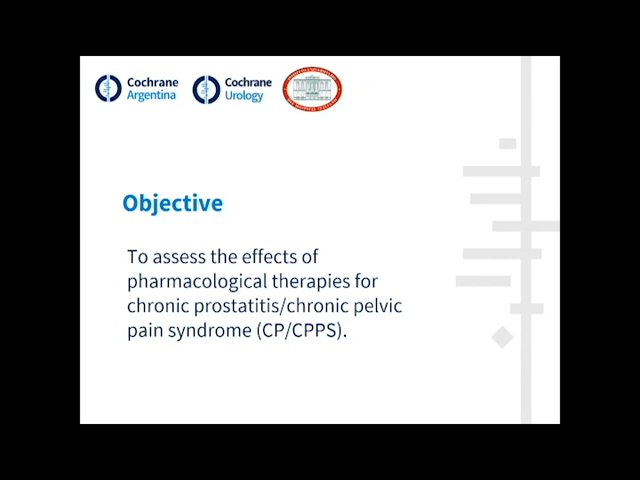 Cochrane
Argentina
Cochrane
Urology
Objective
To assess the effects of
pharmacological therapies for
chronic prostatitis/chronic pelvic
pain syndrome (CP/CPPS).